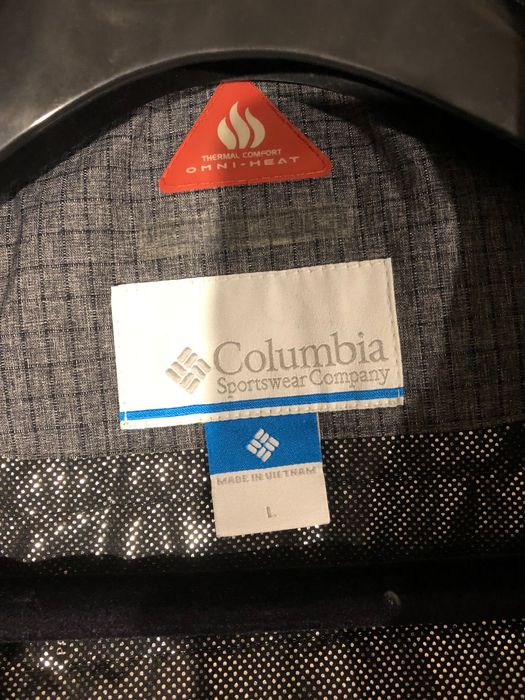 THERMAL COMFORT
OMNI-HEAT
Columbia
Sportswear Company
MADE IN VIETNAM
L